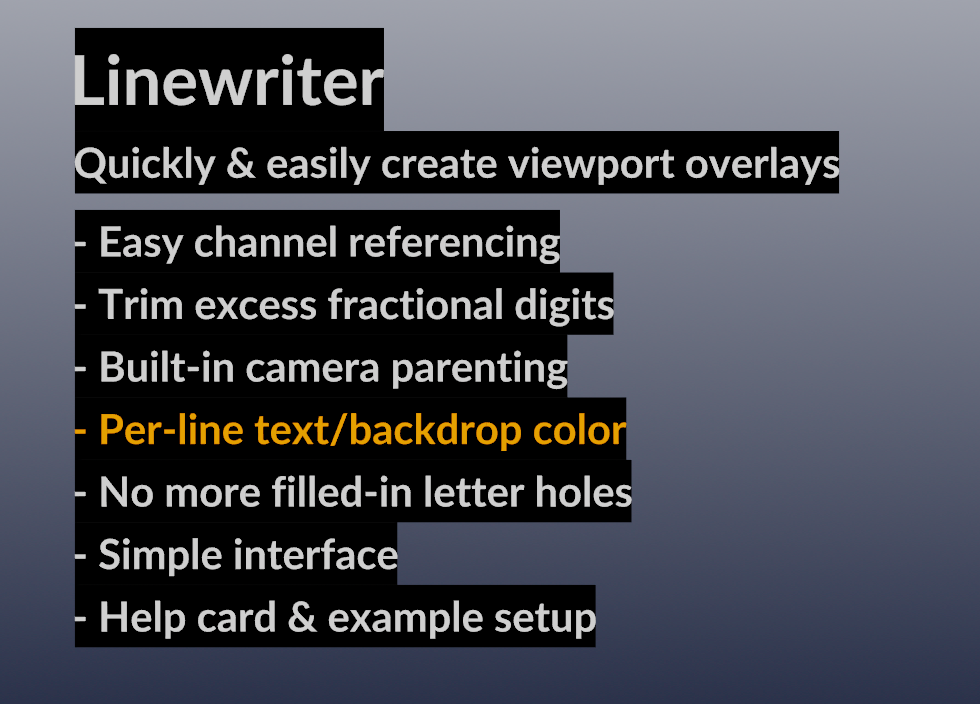 Linewriter
Quickly & easily create viewport overlays
- Easy channel referencing
- Trim excess fractional digits
- Built-in camera parenting
- Per-line text/backdrop color
- No more filled-in letter holes
- Simple interface
- Help card & example setup